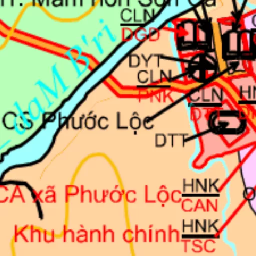 Mầm non Sơn Ca
CLN
DGD
DYT
CLN
PNK
CLN
CS Phước Lộc
DTT
CA xã Phước Lộc
HNK
CAN
Khu hành chính
HNK
TSC